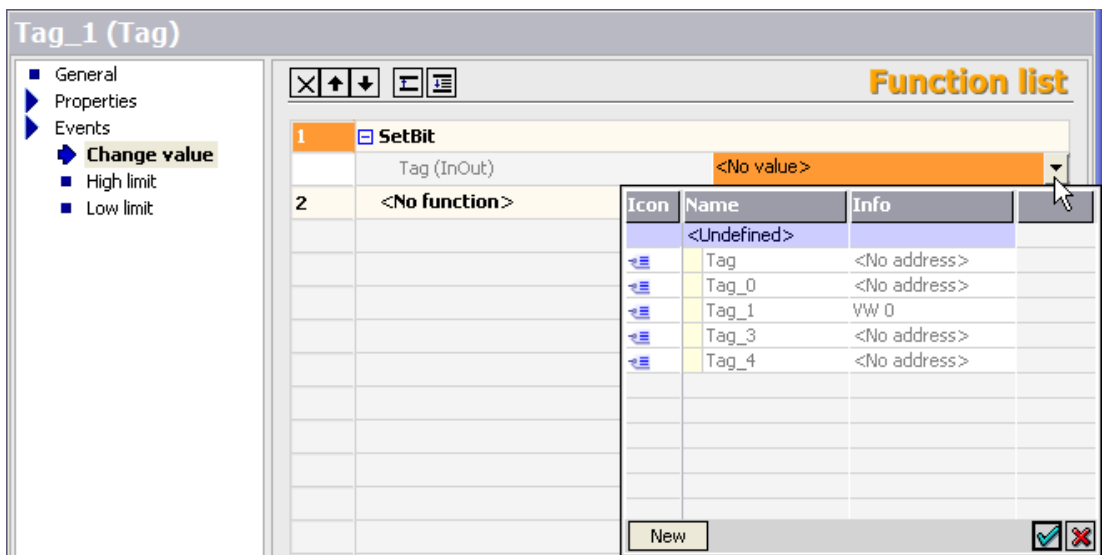 Tag_1 (Tag)
General
Properties
Events
Change value
High limit
Low limit
Function list
1 SetBit
Tag (InOut) <No value>
2 <No function>
Icon Name Info
<Undefined>
Tag <No address>
Tag_0 <No address>
Tag_1 VW 0
Tag_3 <No address>
Tag_4 <No address>
New